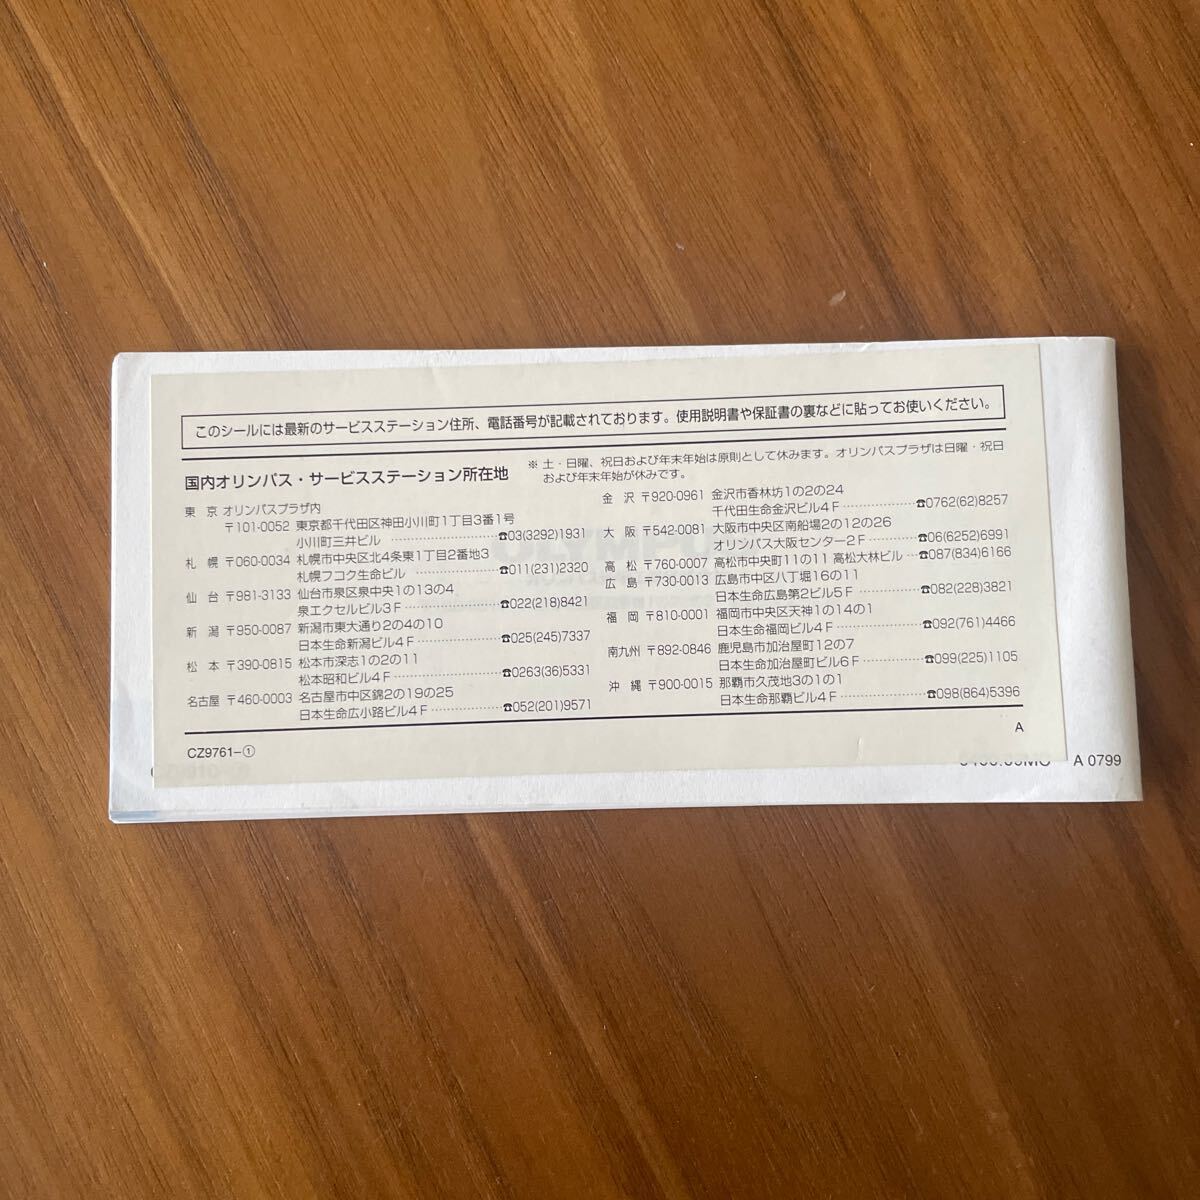 このシールには最新のサービスステーション住所、電話番号が記載されております。使用説明書や保証書の裏などに貼ってお使いください。
国内オリンパス・サービスステーション所在地
※ 土・日曜、祝日および年末年始は原則として休みます。オリンパスプラザは日曜・祝日
および年末年始が休みです。
東 京 オリンパスプラザ内
〒101-0052 東京都千代田区神田小川町1丁目3番1号
小川町三井ビル ……………… ☎03(3292)1931
札 幌 〒060-0034 札幌市中央区北4条東1丁目2番地3
札幌フコク生命ビル ……………… ☎011(231)2320
仙 台 〒981-3133 仙台市泉区泉中央1の13の4
泉エクセルビル3F ……………… ☎022(218)8421
新 潟 〒950-0087 新潟市東大通り2の4の10
日本生命新潟ビル4F ……………… ☎025(245)7337
松 本 〒390-0815 松本市深志1の2の11
松本昭和ビル4F ……………… ☎0263(36)5331
名古屋 〒460-0003 名古屋市中区錦2の19の25
日本生命広小路ビル4F ……………… ☎052(201)9571
金 沢 〒920-0961 金沢市香林坊1の2の24
千代田生命金沢ビル4F ……………… ☎0762(62)8257
大 阪 〒542-0081 大阪市中央区南船場2の12の26
オリンパス大阪センター2F ……………… ☎06(6252)6991
高 松 〒760-0007 高松市中央町11の11 高松大林ビル … ☎087(834)6166
広 島 〒730-0013 広島市中区八丁堀16の11
日本生命広島第2ビル5F ……………… ☎082(228)3821
福 岡 〒810-0001 福岡市中央区天神1の14の1
日本生命福岡ビル4F ……………… ☎092(761)4466
南九州 〒892-0846 鹿児島市加治屋町12の7
日本生命加治屋町ビル6F ……………… ☎099(225)1105
沖 縄 〒900-0015 那覇市久茂地3の1の1
日本生命那覇ビル4F ……………… ☎098(864)5396
A
CZ9761-①
A 0799